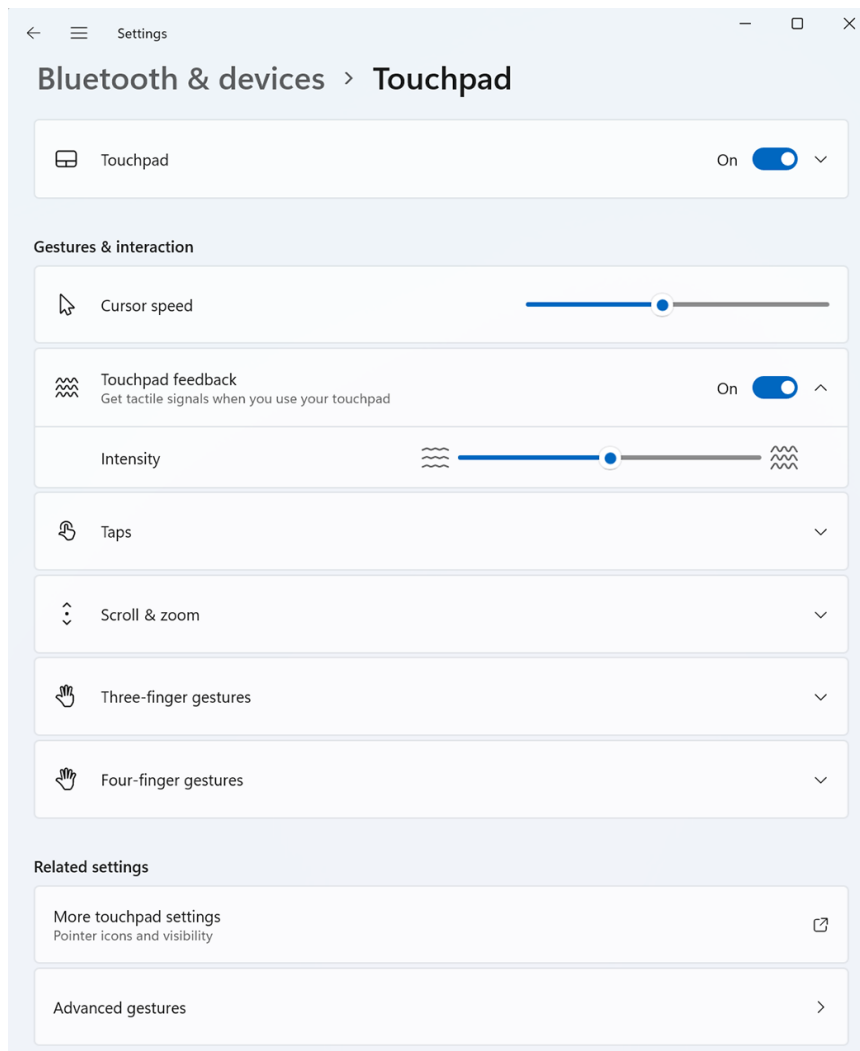 Settings
Bluetooth & devices > Touchpad
Touchpad On
Gestures & interaction
Cursor speed
Touchpad feedback On
Get tactile signals when you use your touchpad
Intensity
Taps
Scroll & zoom
Three-finger gestures
Four-finger gestures
Related settings
More touchpad settings
Pointer icons and visibility
Advanced gestures